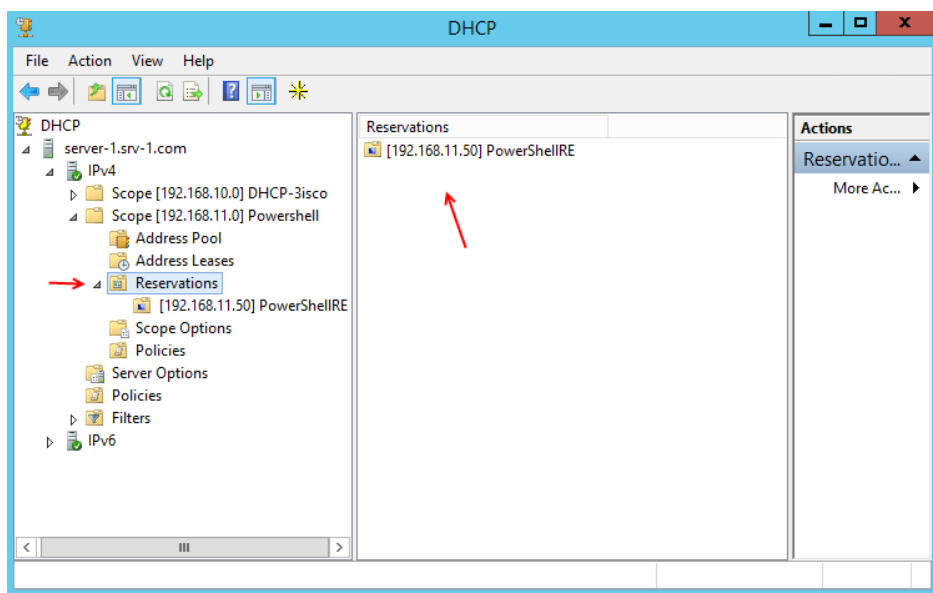 DHCP
File Action View Help
DHCP
server-1.srv-1.com
IPv4
Scope [192.168.10.0] DHCP-3isco
Scope [192.168.11.0] Powershell
Address Pool
Address Leases
Reservations
[192.168.11.50] PowerShellRE
Scope Options
Policies
Server Options
Policies
Filters
IPv6
Reservations
[192.168.11.50] PowerShellRE
Actions
Reservatio...
More Ac...